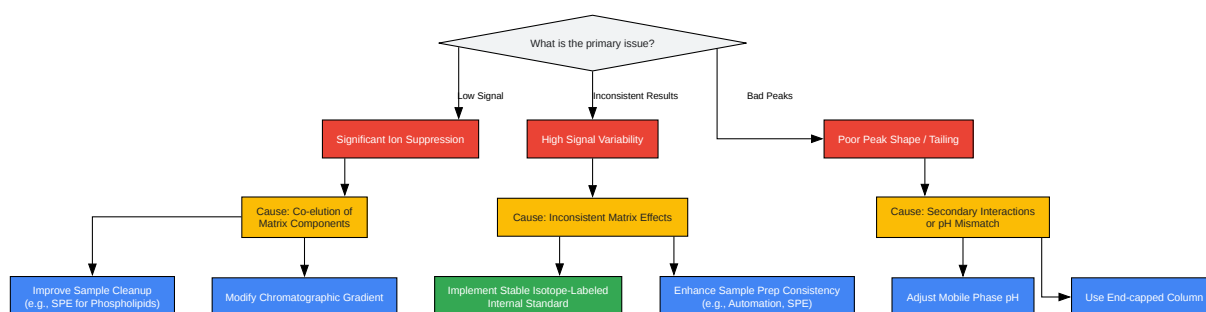 What is the primary issue?
Low Signal
Inconsistent Results
Bad Peaks
Significant Ion Suppression
High Signal Variability
Poor Peak Shape / Tailing
Cause: Co-elution of
Matrix Components
Cause: Inconsistent Matrix Effects
Cause: Secondary Interactions
or pH Mismatch
Improve Sample Cleanup
(e.g., SPE for Phospholipids)
Modify Chromatographic Gradient
Implement Stable Isotope-Labeled
Internal Standard
Enhance Sample Prep Consistency
(e.g., Automation, SPE)
Adjust Mobile Phase pH
Use End-capped Column